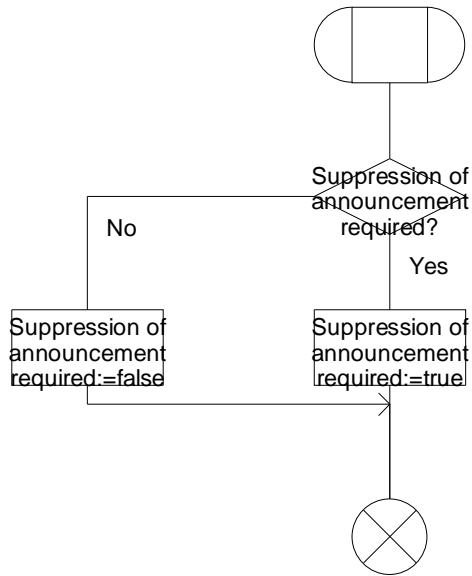 Suppression of
announcement
required?
No
Yes
Suppression of
announcement
required:=false
Suppression of
announcement
required:=true